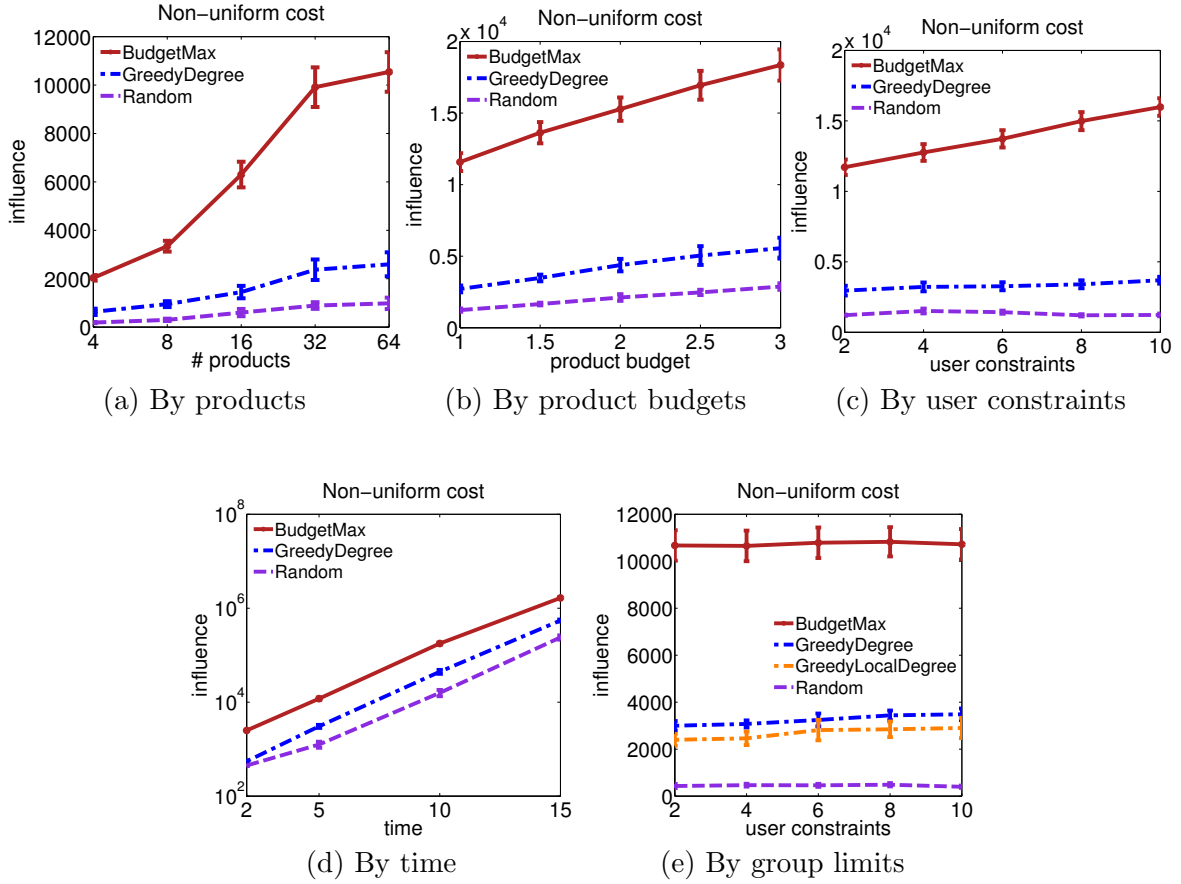 Non−uniform cost
12000
10000
8000
6000
4000
2000
0
influence
BudgetMax
GreedyDegree
Random
4 8 16 32 64
# products
(a) By products
Non−uniform cost
x 10^4
2
1.5
1
0.5
0
influence
BudgetMax
GreedyDegree
Random
1 1.5 2 2.5 3
product budget
(b) By product budgets
Non−uniform cost
x 10^4
2
1.5
1
0.5
0
influence
BudgetMax
GreedyDegree
Random
2 4 6 8 10
user constraints
(c) By user constraints
Non−uniform cost
10^8
10^6
10^4
10^2
influence
BudgetMax
GreedyDegree
Random
2 5 10 15
time
(d) By time
Non−uniform cost
12000
10000
8000
6000
4000
2000
0
influence
BudgetMax
GreedyDegree
GreedyLocalDegree
Random
2 4 6 8 10
user constraints
(e) By group limits